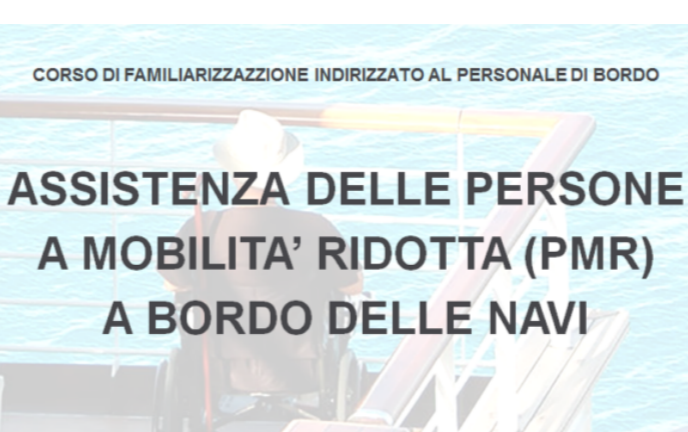 CORSO DI FAMILIARIZZAZZIONE INDIRIZZATO AL PERSONALE DI BORDO
ASSISTENZA DELLE PERSONE
A MOBILITA’ RIDOTTA (PMR)
A BORDO DELLE NAVI